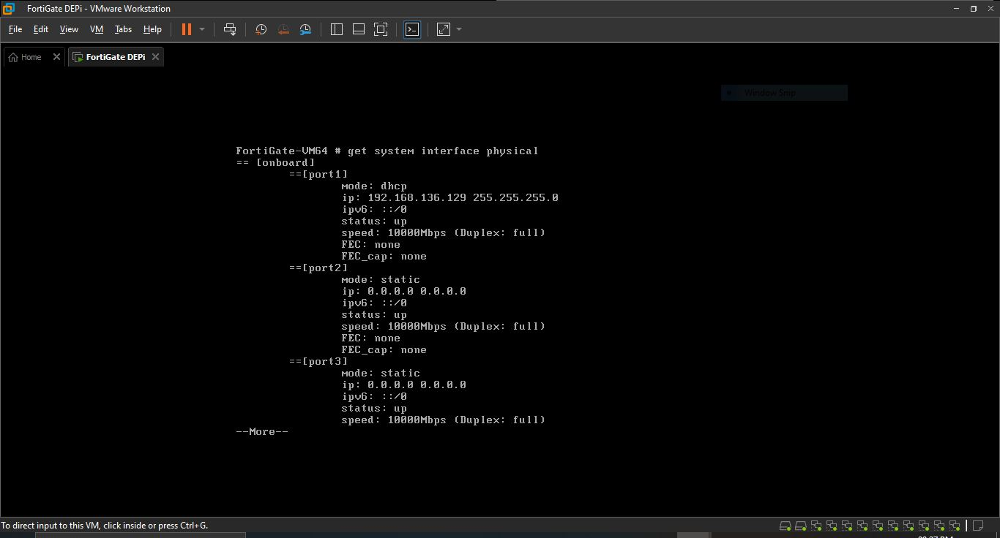 FortiGate DEPi - VMware Workstation
File Edit View VM Tabs Help
Home FortiGate DEPi
Window Snip
FortiGate-VM64 # get system interface physical
== [onboard]
==[port1]
mode: dhcp
ip: 192.168.136.129 255.255.255.0
ipv6: ::/0
status: up
speed: 10000Mbps (Duplex: full)
FEC: none
FEC_cap: none
==[port2]
mode: static
ip: 0.0.0.0 0.0.0.0
ipv6: ::/0
status: up
speed: 10000Mbps (Duplex: full)
FEC: none
FEC_cap: none
==[port3]
mode: static
ip: 0.0.0.0 0.0.0.0
ipv6: ::/0
status: up
speed: 10000Mbps (Duplex: full)
--More--
To direct input to this VM, click inside or press Ctrl+G.